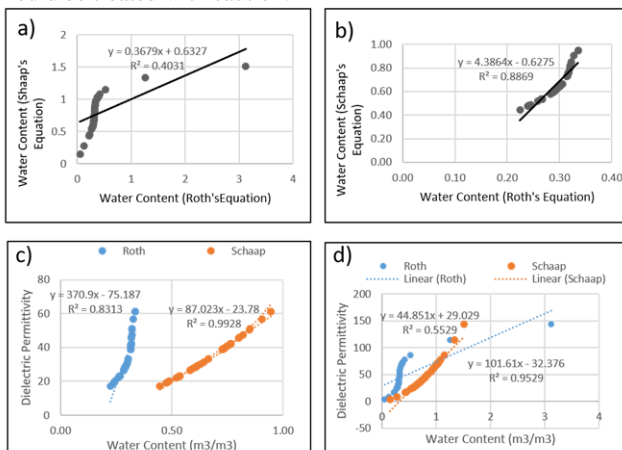 a)
y = 0.3679x + 0.6327
R² = 0.4031
Water Content (Shaap's
Equation)
2
1.5
1
0.5
0
0
1
2
3
4
Water Content (Roth'sEquation)
b)
y = 4.3864x - 0.6275
R² = 0.8869
Water Content (Schaap's
Equation)
1.00
0.80
0.60
0.40
0.20
0.00
0.00
0.10
0.20
0.30
0.40
Water Content (Roth's Equation)
c)
Roth
Schaap
y = 370.9x - 75.187
R² = 0.8313
y = 87.023x - 23.78
R² = 0.9928
Dielectric Permittivity
80
60
40
20
0
0.00
0.50
1.00
Water Content (m3/m3)
d)
Roth
Schaap
Linear (Roth)
Linear (Schaap)
y = 44.851x + 29.029
R² = 0.5529
y = 101.61x - 32.376
R² = 0.9529
Dielectric Permittivity
200
150
100
50
0
-50
0
1
2
3
4
Water Content (m3/m3)